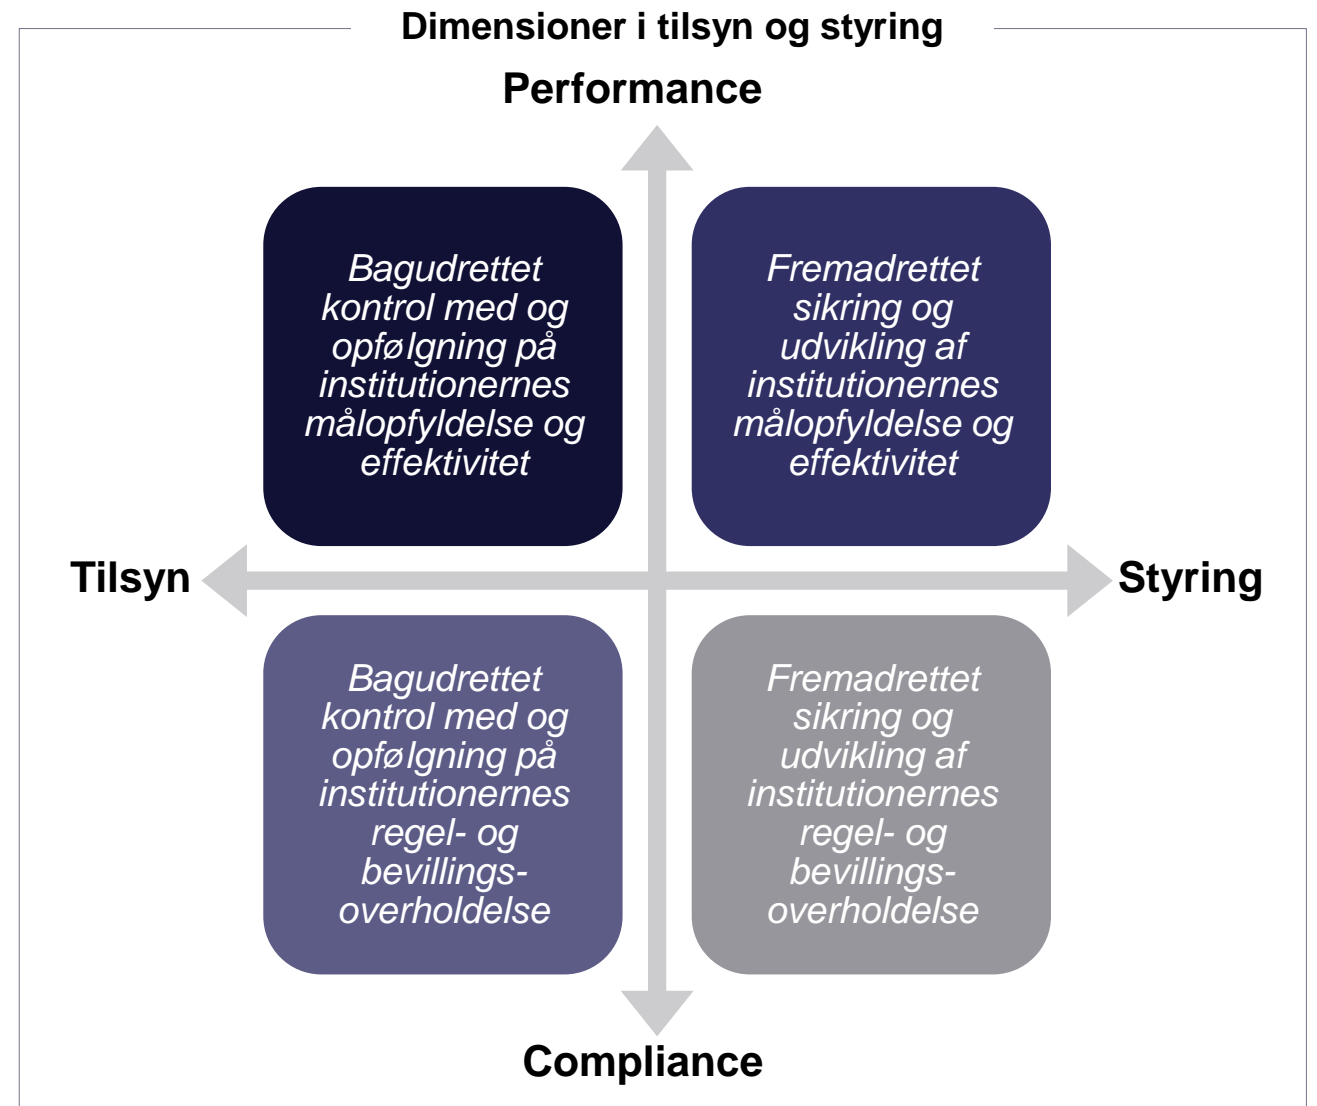 Dimensioner i tilsyn og styring
Performance
Bagudrettet
kontrol med og
opfølgning på
institutionernes
målopfyldelse og
effektivitet
Fremadrettet
sikring og
udvikling af
institutionernes
målopfyldelse og
effektivitet
Tilsyn
Styring
Bagudrettet
kontrol med og
opfølgning på
institutionernes
regel- og
bevillings-
overholdelse
Fremadrettet
sikring og
udvikling af
institutionernes
regel- og
bevillings-
overholdelse
Compliance